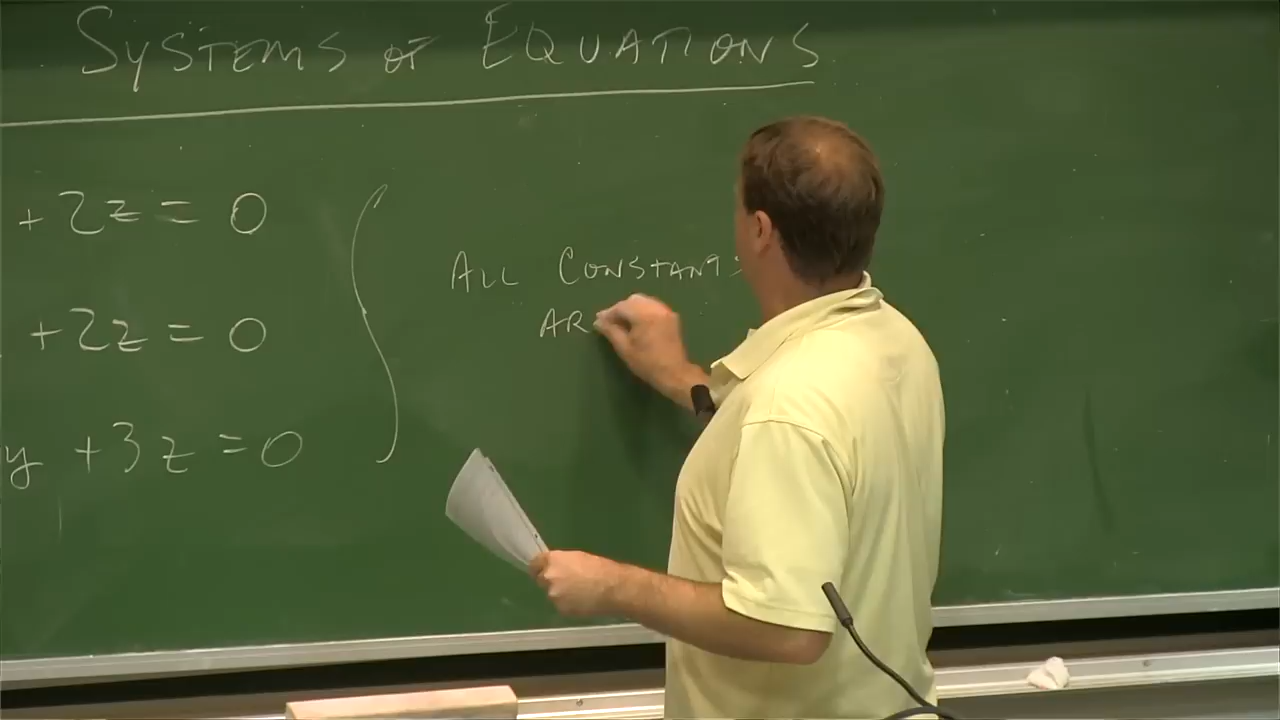 SYSTEMS OF EQUATIONS
+ 2z = 0
+ 2z = 0
y + 3z = 0
ALL CONSTANTS
AR